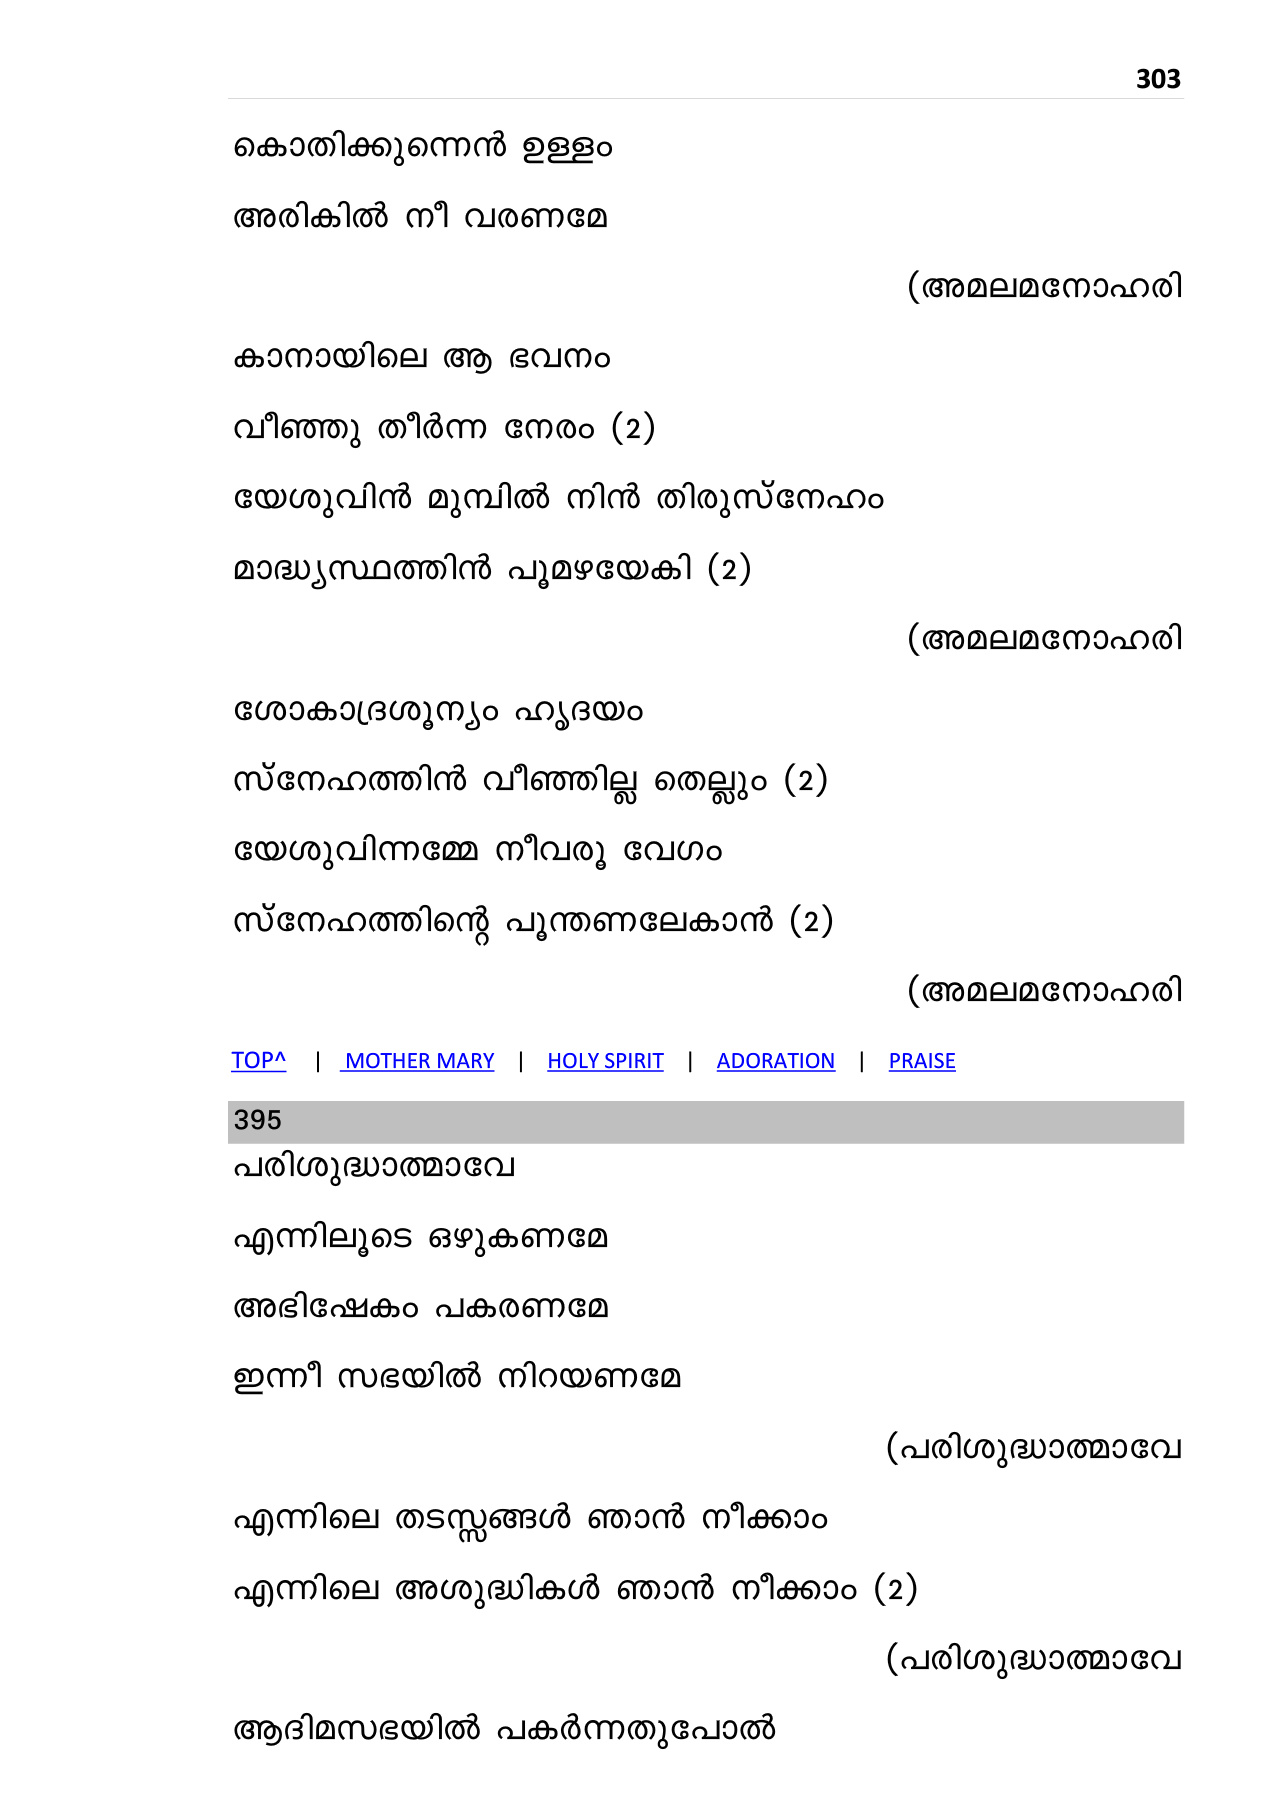 303
കൊതിക്കുന്നെൻ ഉള്ളം
അരികിൽ നീ വരണമേ
(അമലമനോഹരി
കാനായിലെ ആ ഭവനം
വീഞ്ഞു തീർന്ന നേരം (2)
യേശുവിൻ മുമ്പിൽ നിൻ തിരുസ്നേഹം
മാദ്ധ്യസ്ഥത്തിൻ പൂമഴയേകി (2)
(അമലമനോഹരി
ശോകാദ്രശൂന്യം ഹൃദയം
സ്നേഹത്തിൻ വീഞ്ഞില്ല തെല്ലും (2)
യേശുവിന്നമ്മേ നീവരൂ വേഗം
സ്നേഹത്തിന്റെ പൂന്തണലേകാൻ (2)
(അമലമനോഹരി
TOP^ | MOTHER MARY | HOLY SPIRIT | ADORATION | PRAISE
395
പരിശുദ്ധാത്മാവേ
എന്നിലൂടെ ഒഴുകണമേ
അഭിഷേകം പകരണമേ
ഇന്നീ സഭയിൽ നിറയണമേ
(പരിശുദ്ധാത്മാവേ
എന്നിലെ തടസ്സങ്ങൾ ഞാൻ നീക്കാം
എന്നിലെ അശുദ്ധികൾ ഞാൻ നീക്കാം (2)
(പരിശുദ്ധാത്മാവേ
ആദിമസഭയിൽ പകർന്നതുപോൽ